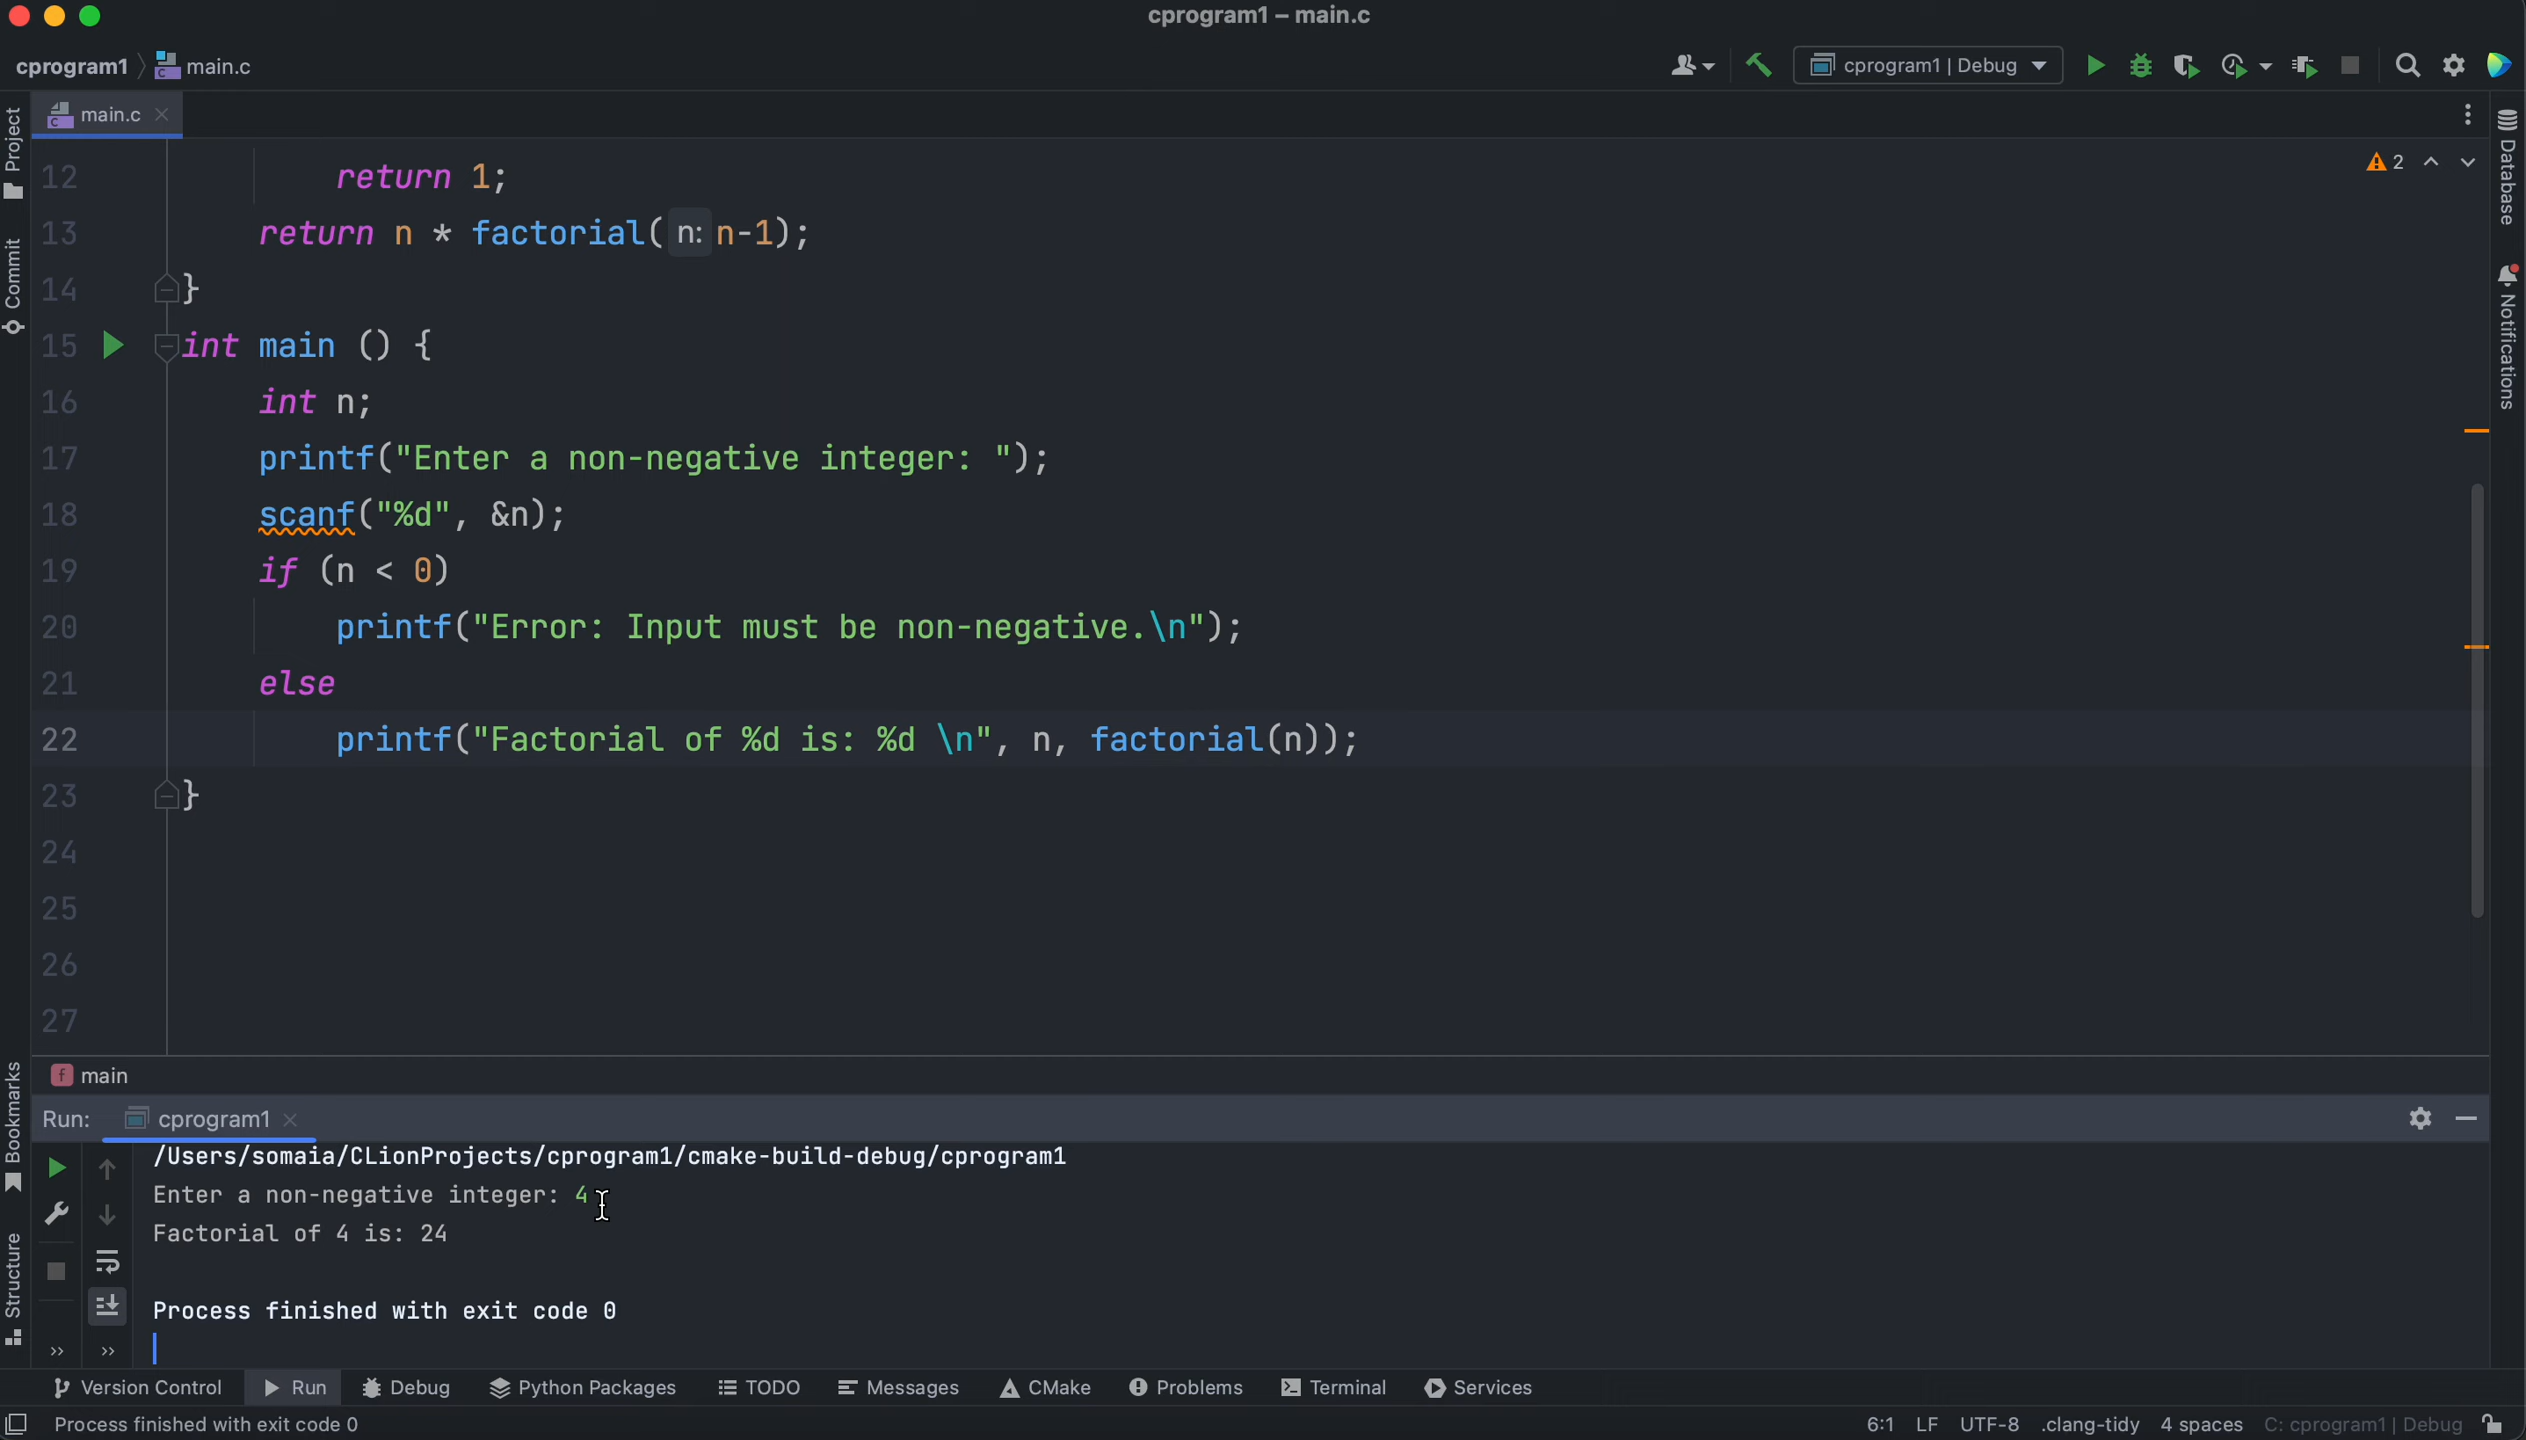 cprogram1 – main.c
cprogram1 main.c
cprogram1 | Debug
main.c
Project
Commit
Bookmarks
Structure
Database
Notifications
2
12 return 1;
13 return n * factorial( n: n-1);
14 }
15 int main () {
16 int n;
17 printf("Enter a non-negative integer: ");
18 scanf("%d", &n);
19 if (n < 0)
20 printf("Error: Input must be non-negative.\n");
21 else
22 printf("Factorial of %d is: %d \n", n, factorial(n));
23 }
24
25
26
27
f main
Run: cprogram1
/Users/somaia/CLionProjects/cprogram1/cmake-build-debug/cprogram1
Enter a non-negative integer: 4
Factorial of 4 is: 24
Process finished with exit code 0
Version Control Run Debug Python Packages TODO Messages CMake Problems Terminal Services
Process finished with exit code 0 6:1 LF UTF-8 .clang-tidy 4 spaces C: cprogram1 | Debug